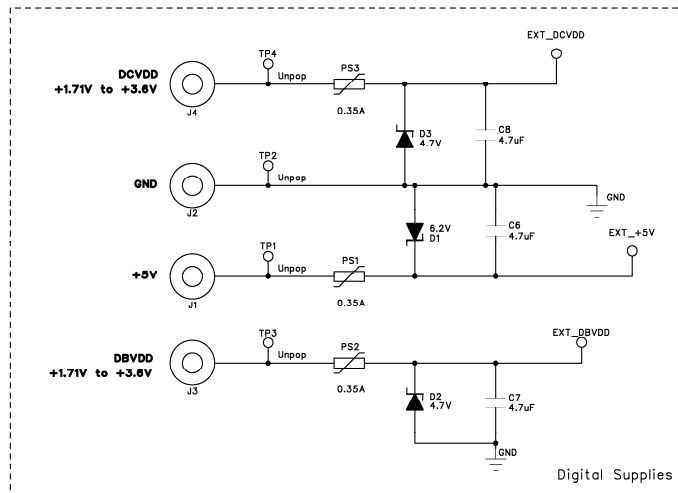 EXT_DCVDD
TP4
PS3
DCVDD
+1.71V to +3.6V
Unpop
J4
0.35A
D3
4.7V
C8
4.7uF
TP2
GND
Unpop
J2
GND
6.2V
D1
C6
4.7uF
EXT_+5V
TP1
PS1
+5V
Unpop
J1
0.35A
TP3
PS2
EXT_DBVDD
DBVDD
+1.71V to +3.6V
Unpop
J3
0.35A
D2
4.7V
C7
4.7uF
GND
Digital Supplies